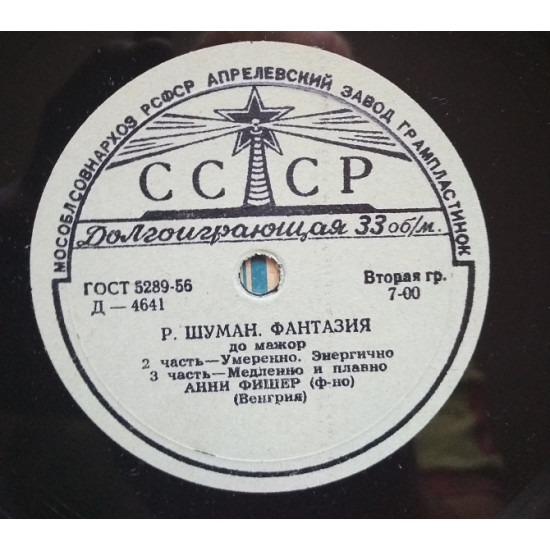 МОСОБЛСОВНАРХОЗ РСФСР АПРЕЛЕВСКИЙ ЗАВОД ГРАМПЛАСТИНОК
СССР
Долгоиграющая 33 об/м.
ГОСТ 5289-56
Д — 4641
Вторая гр.
7-00
Р. ШУМАН. ФАНТАЗИЯ
до мажор
2 часть—Умеренно. Энергично
3 часть—Медленно и плавно
АННИ ФИШЕР (ф-но)
(Венгрия)